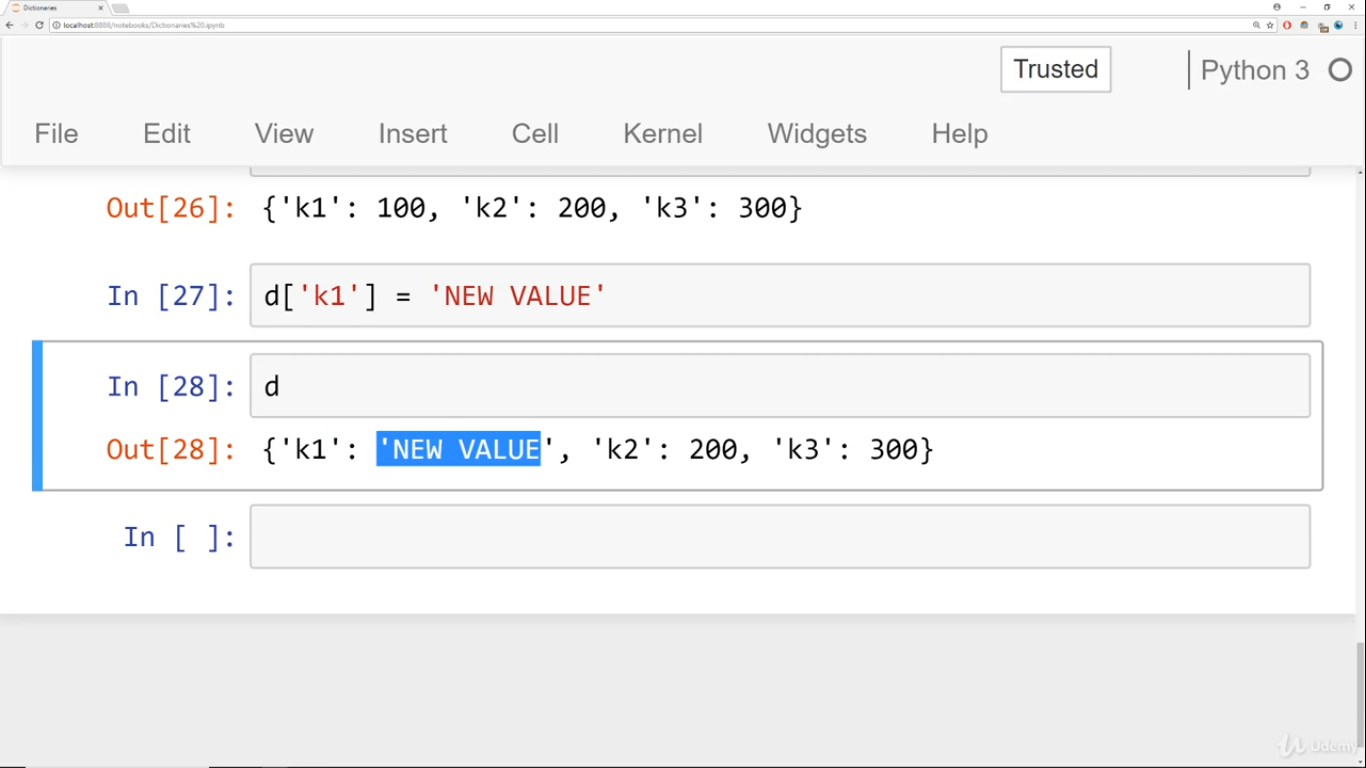 Dictionaries
localhost:8888/notebooks/Dictionaries%20.ipynb
Trusted
Python 3
File Edit View Insert Cell Kernel Widgets Help
Out[26]: {'k1': 100, 'k2': 200, 'k3': 300}
In [27]: d['k1'] = 'NEW VALUE'
In [28]: d
Out[28]: {'k1': 'NEW VALUE', 'k2': 200, 'k3': 300}
In [ ]:
Udemy